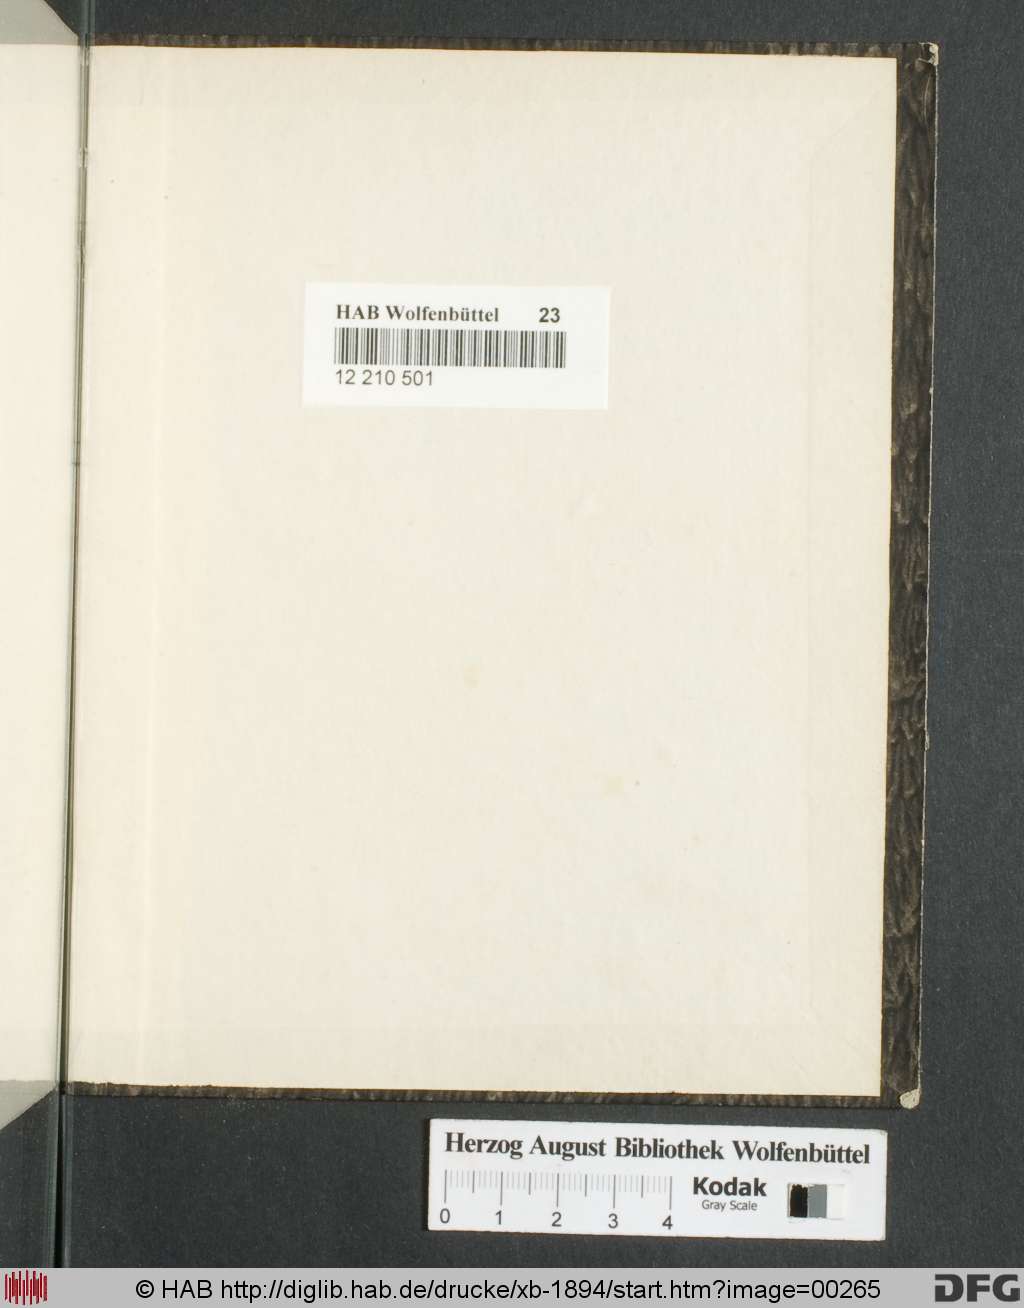 HAB Wolfenbüttel 23
12 210 501
Herzog August Bibliothek Wolfenbüttel
0 1 2 3 4
Kodak
Gray Scale
© HAB http://diglib.hab.de/drucke/xb-1894/start.htm?image=00265
DFG